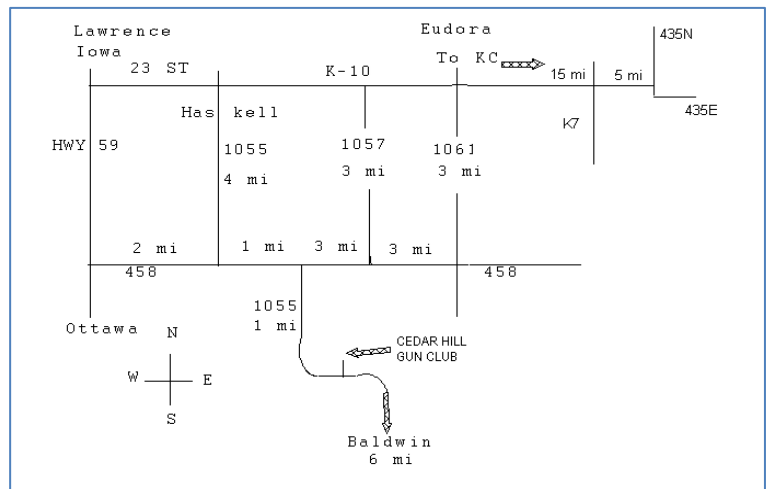 Lawrence
Iowa
Eudora
To KC
435N
23 ST
K-10
15 mi
5 mi
435E
Has kell
K7
HWY 59
1055
4 mi
1057
3 mi
1061
3 mi
2 mi
1 mi
3 mi
3 mi
458
458
1055
1 mi
Ottawa
N
W
E
S
CEDAR HILL
GUN CLUB
Baldwin
6 mi